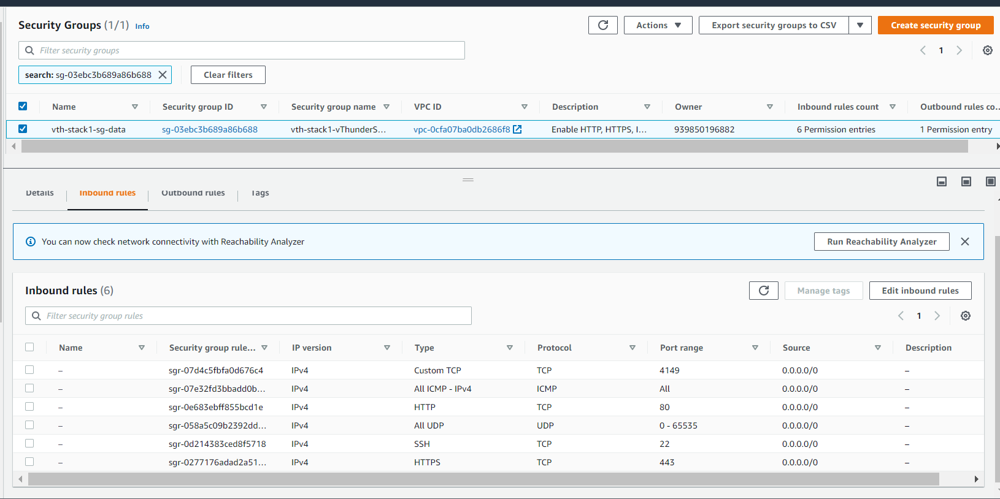 Security Groups (1/1) Info
Actions Export security groups to CSV Create security group
Filter security groups
1
search: sg-03ebc3b689a86b688 Clear filters
Name Security group ID Security group name VPC ID Description Owner Inbound rules count Outbound rules co...
vth-stack1-sg-data sg-03ebc3b689a86b688 vth-stack1-vThunderS... vpc-0cfa07ba0db2686f8 Enable HTTP, HTTPS, I... 939850196882 6 Permission entries 1 Permission entry
Details Inbound rules Outbound rules Tags
You can now check network connectivity with Reachability Analyzer Run Reachability Analyzer
Inbound rules (6) Manage tags Edit inbound rules
Filter security group rules 1
Name Security group rule... IP version Type Protocol Port range Source Description
– sgr-07d4c5fbfa0d676c4 IPv4 Custom TCP TCP 4149 0.0.0.0/0 –
– sgr-07e32fd3bbadd0b... IPv4 All ICMP - IPv4 ICMP All 0.0.0.0/0 –
– sgr-0e683ebff855bcd1e IPv4 HTTP TCP 80 0.0.0.0/0 –
– sgr-058a5c09b2392dd... IPv4 All UDP UDP 0 - 65535 0.0.0.0/0 –
– sgr-0d214383ced8f5718 IPv4 SSH TCP 22 0.0.0.0/0 –
– sgr-0277176adad2a51... IPv4 HTTPS TCP 443 0.0.0.0/0 –